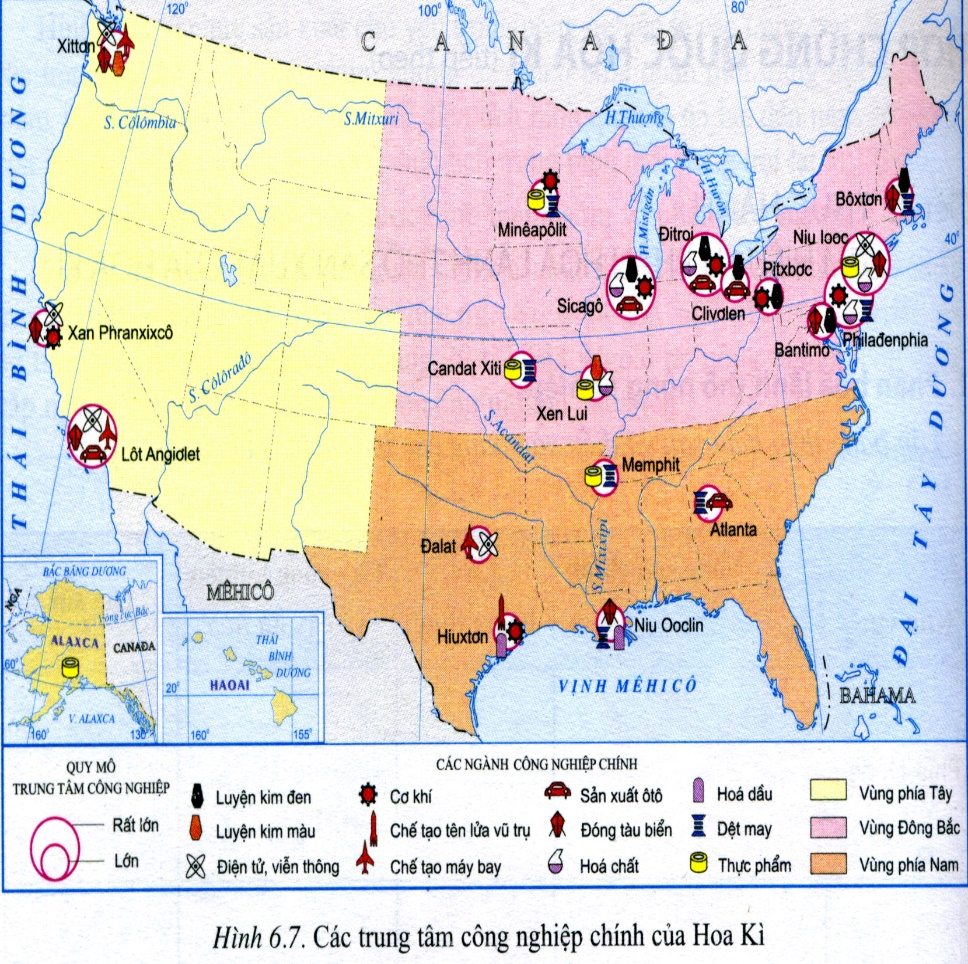 120°
100°
80°
Xittơn
C A N A Đ A
S. Côlômbia
S.Mitxuri
H.Thượng
H.Misigân
H.Hurôn
THÁI BÌNH DƯƠNG
Minêapôlit
Bôxtơn
Đitroi
Niu Iooc
40°
Pitxbơc
Sicagô
Clivơlen
Xan Phranxixcô
Bantimo
Philađenphia
Candat Xiti
S. Côlôrađô
Xen Lui
S.Acandat
Lôt Angiơlet
Memphit
Atlanta
Đalat
S.Mixixipi
ĐẠI TÂY DƯƠNG
MÊHICÔ
Hiuxtơn
Niu Ooclin
VỊNH MÊHICÔ
BAHAMA
BẮC BĂNG DƯƠNG
NGA
Vòng cực Bắc
ALAXCA
CANAĐA
60°
V. ALAXCA
160°
130°
THÁI
BÌNH
DƯƠNG
HAOAI
20°
160°
155°
QUY MÔ
TRUNG TÂM CÔNG NGHIỆP
Rất lớn
Lớn
CÁC NGÀNH CÔNG NGHIỆP CHÍNH
Luyện kim đen
Cơ khí
Sản xuất ôtô
Hoá dầu
Vùng phía Tây
Luyện kim màu
Chế tạo tên lửa vũ trụ
Đóng tàu biển
Dệt may
Vùng Đông Bắc
Điện tử, viễn thông
Chế tạo máy bay
Hoá chất
Thực phẩm
Vùng phía Nam
Hình 6.7. Các trung tâm công nghiệp chính của Hoa Kì